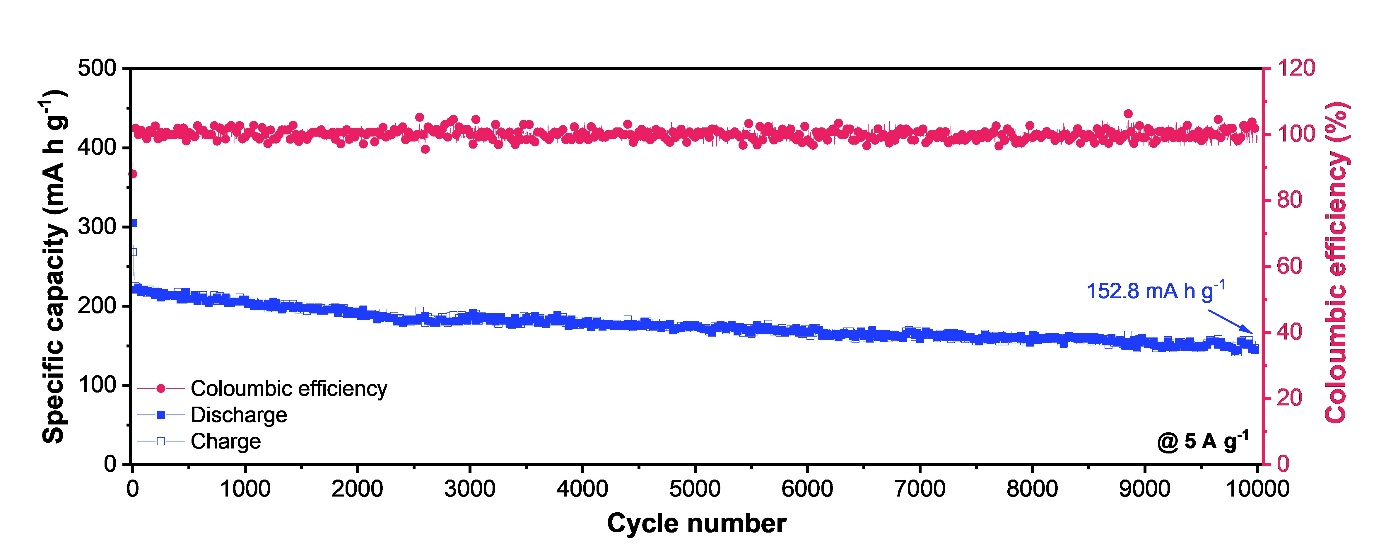 500
400
300
200
100
0
Specific capacity (mA h g⁻¹)
120
100
80
60
40
20
0
Coloumbic efficiency (%)
152.8 mA h g⁻¹
Coloumbic efficiency
Discharge
Charge
@ 5 A g⁻¹
0 1000 2000 3000 4000 5000 6000 7000 8000 9000 10000
Cycle number